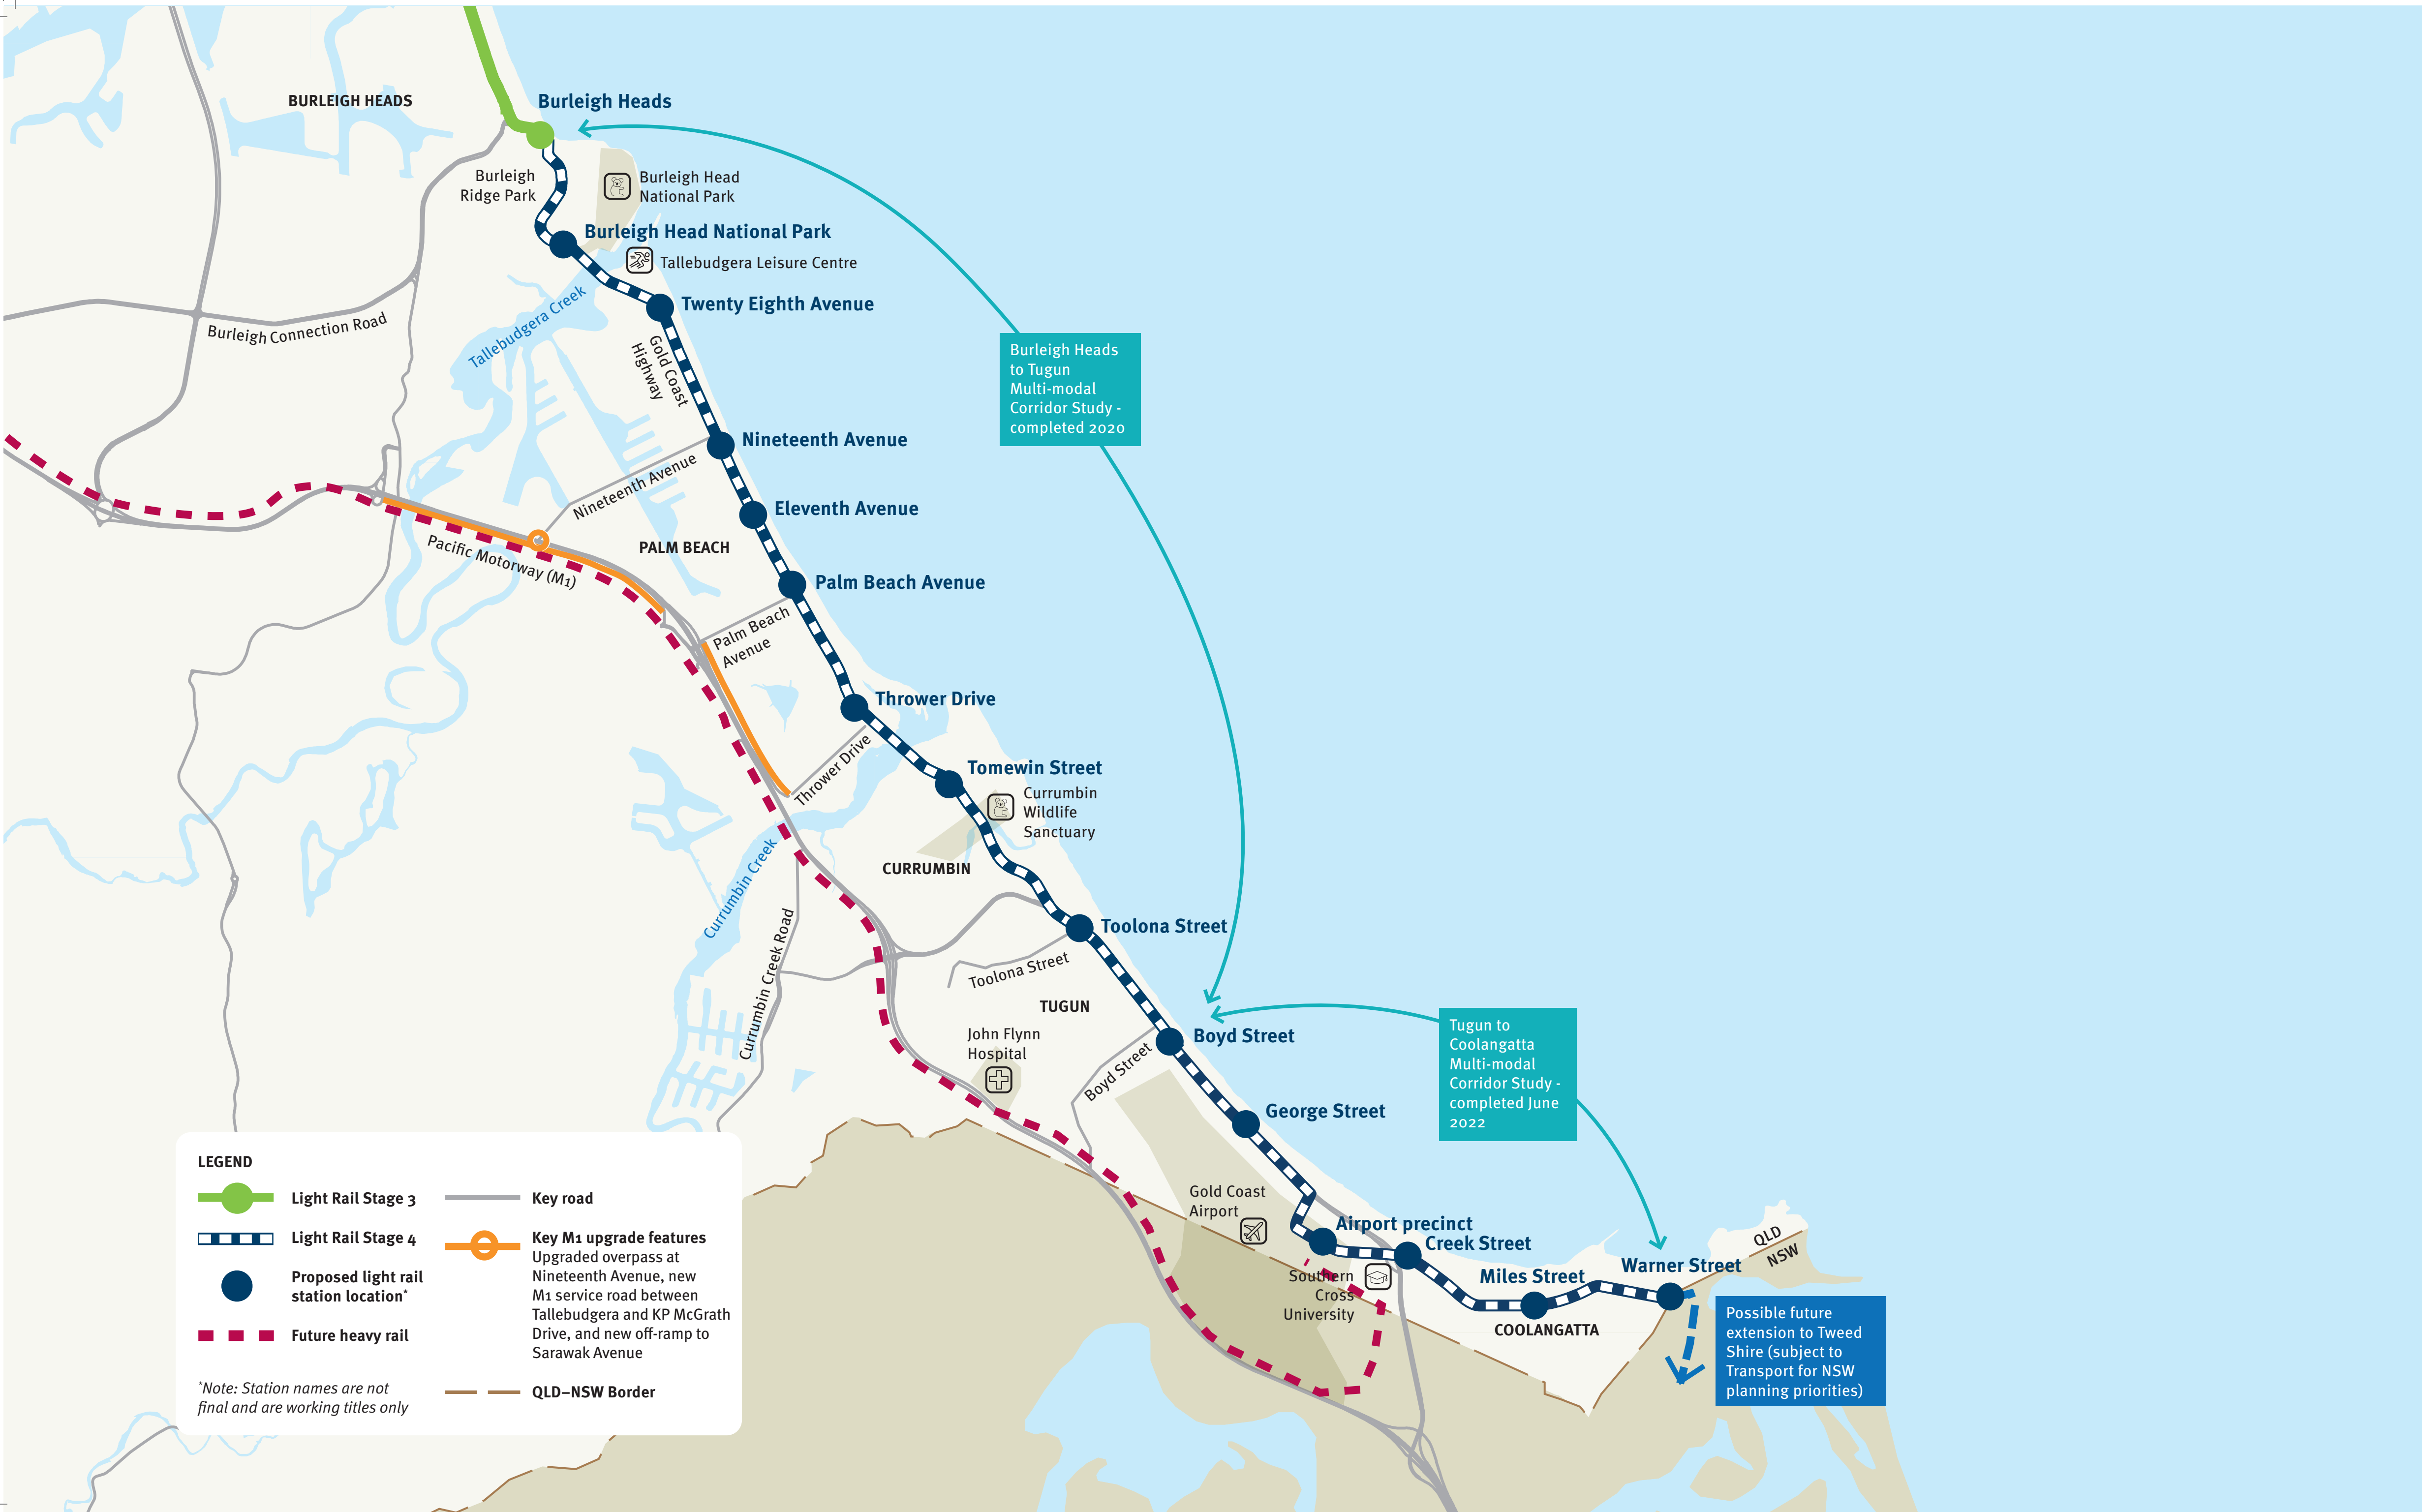 BURLEIGH HEADS
Burleigh Heads
Burleigh
Ridge Park
Burleigh Head
National Park
Burleigh Head National Park
Tallebudgera Leisure Centre
Twenty Eighth Avenue
Tallebudgera Creek
Burleigh Connection Road
Gold Coast
Highway
Burleigh Heads
to Tugun
Multi-modal
Corridor Study -
completed 2020
Nineteenth Avenue
Nineteenth Avenue
Eleventh Avenue
Pacific Motorway (M1)
PALM BEACH
Palm Beach Avenue
Palm Beach
Avenue
Thrower Drive
Thrower Drive
Tomewin Street
Currumbin
Wildlife
Sanctuary
CURRUMBIN
Currumbin Creek
Currumbin Creek Road
Toolona Street
Toolona Street
TUGUN
John Flynn
Hospital
Boyd Street
Boyd Street
Tugun to
Coolangatta
Multi-modal
Corridor Study -
completed June
2022
George Street
Gold Coast
Airport
Airport precinct
Creek Street
Southern
Cross
University
Miles Street
Warner Street
COOLANGATTA
QLD
NSW
Possible future
extension to Tweed
Shire (subject to
Transport for NSW
planning priorities)
LEGEND
Light Rail Stage 3
Light Rail Stage 4
Proposed light rail
station location*
Future heavy rail
*Note: Station names are not
final and are working titles only
Key road
Key M1 upgrade features
Upgraded overpass at
Nineteenth Avenue, new
M1 service road between
Tallebudgera and KP McGrath
Drive, and new off-ramp to
Sarawak Avenue
QLD–NSW Border